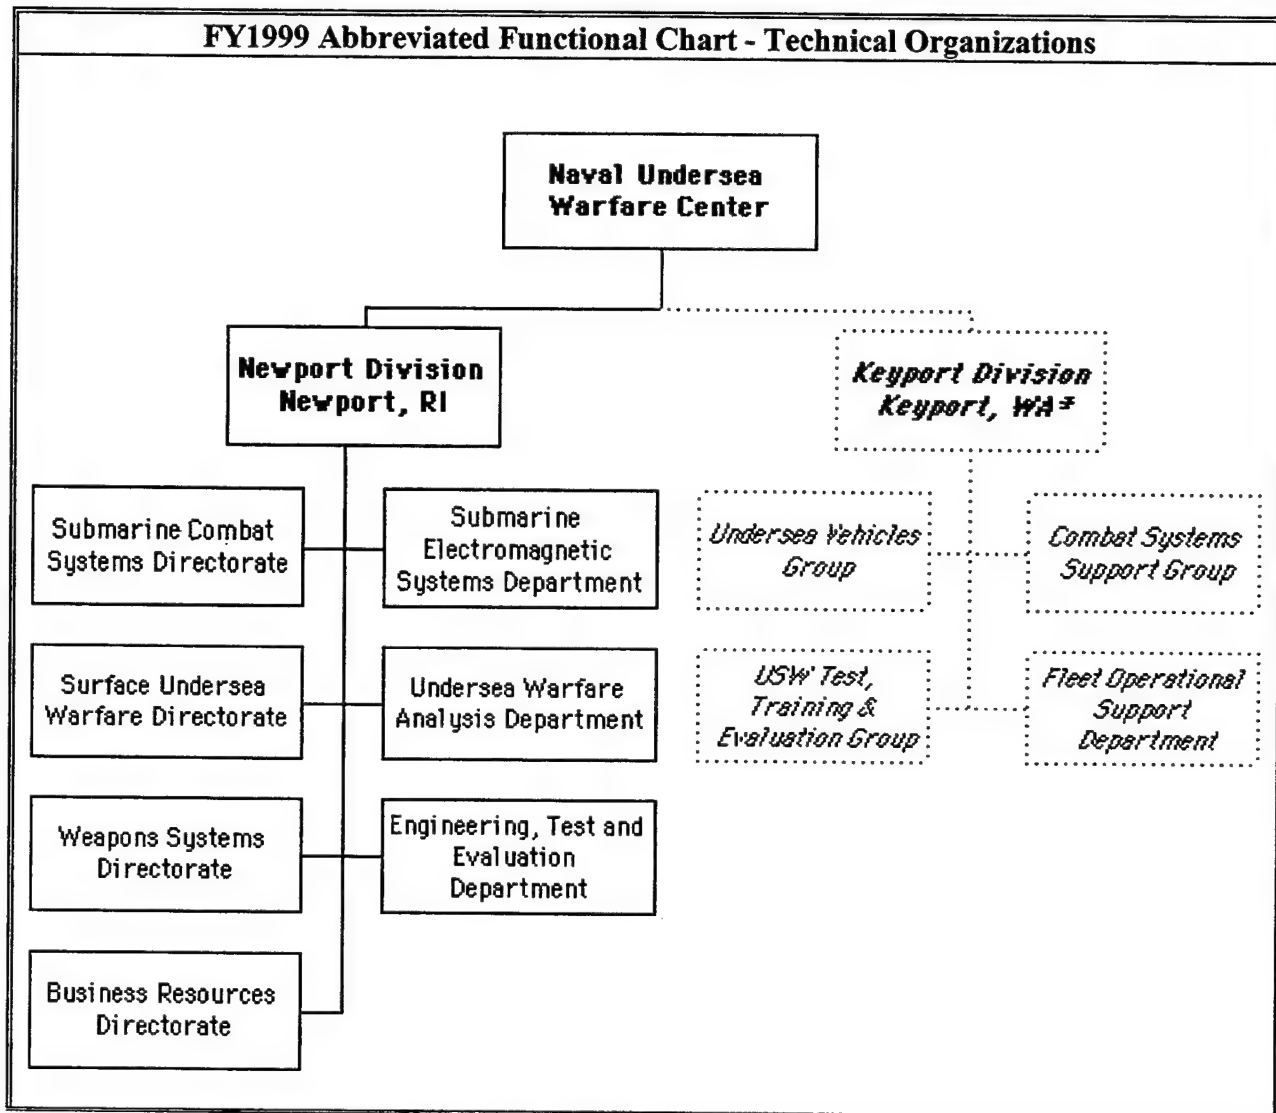 FY1999 Abbreviated Functional Chart - Technical Organizations
Naval Undersea
Warfare Center
Newport Division
Newport, RI
Keyport Division
Keyport, WA*
Submarine Combat
Systems Directorate
Submarine
Electromagnetic
Systems Department
Undersea Vehicles
Group
Combat Systems
Support Group
Surface Undersea
Warfare Directorate
Undersea Warfare
Analysis Department
USW Test,
Training &
Evaluation Group
Fleet Operational
Support
Department
Weapons Systems
Directorate
Engineering, Test and
Evaluation
Department
Business Resources
Directorate